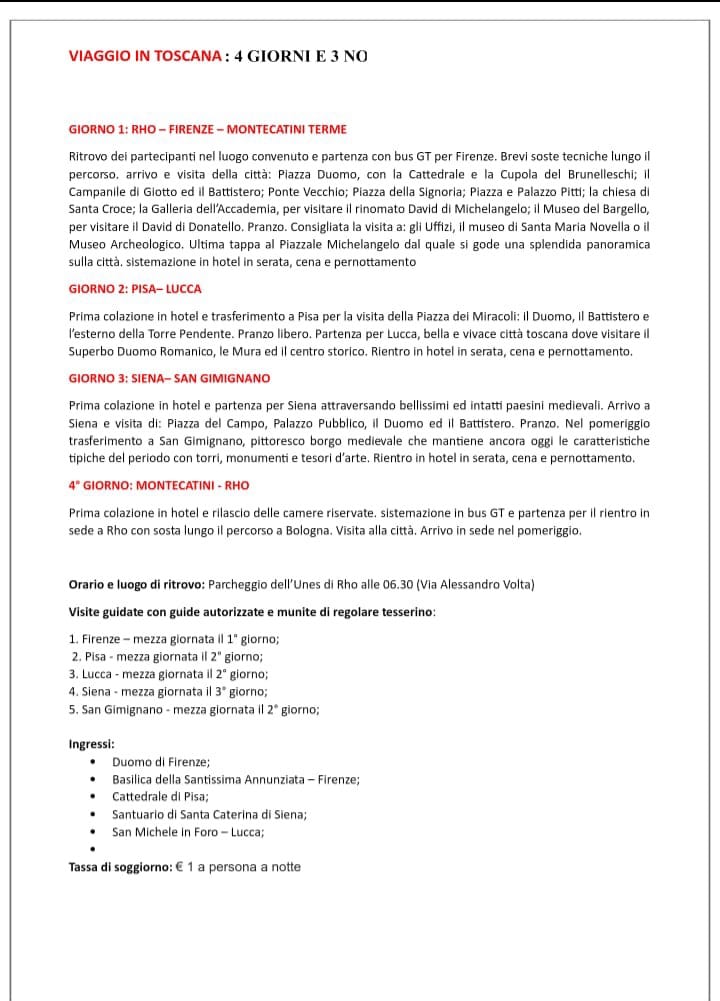 VIAGGIO IN TOSCANA: 4 GIORNI E 3 NO
GIORNO 1: RHO – FIRENZE – MONTECATINI TERME
Ritrovo dei partecipanti nel luogo convenuto e partenza con bus GT per Firenze. Brevi soste tecniche lungo il
percorso. arrivo e visita della città: Piazza Duomo, con la Cattedrale e la Cupola del Brunelleschi; il
Campanile di Giotto ed il Battistero; Ponte Vecchio; Piazza della Signoria; Piazza e Palazzo Pitti; la chiesa di
Santa Croce; la Galleria dell’Accademia, per visitare il rinomato David di Michelangelo; il Museo del Bargello,
per visitare il David di Donatello. Pranzo. Consigliata la visita a: gli Uffizi, il museo di Santa Maria Novella o il
Museo Archeologico. Ultima tappa al Piazzale Michelangelo dal quale si gode una splendida panoramica
sulla città. sistemazione in hotel in serata, cena e pernottamento
GIORNO 2: PISA– LUCCA
Prima colazione in hotel e trasferimento a Pisa per la visita della Piazza dei Miracoli: il Duomo, il Battistero e
l’esterno della Torre Pendente. Pranzo libero. Partenza per Lucca, bella e vivace città toscana dove visitare il
Superbo Duomo Romanico, le Mura ed il centro storico. Rientro in hotel in serata, cena e pernottamento.
GIORNO 3: SIENA– SAN GIMIGNANO
Prima colazione in hotel e partenza per Siena attraversando bellissimi ed intatti paesini medievali. Arrivo a
Siena e visita di: Piazza del Campo, Palazzo Pubblico, il Duomo ed il Battistero. Pranzo. Nel pomeriggio
trasferimento a San Gimignano, pittoresco borgo medievale che mantiene ancora oggi le caratteristiche
tipiche del periodo con torri, monumenti e tesori d’arte. Rientro in hotel in serata, cena e pernottamento.
4° GIORNO: MONTECATINI - RHO
Prima colazione in hotel e rilascio delle camere riservate. sistemazione in bus GT e partenza per il rientro in
sede a Rho con sosta lungo il percorso a Bologna. Visita alla città. Arrivo in sede nel pomeriggio.
Orario e luogo di ritrovo: Parcheggio dell’Unes di Rho alle 06.30 (Via Alessandro Volta)
Visite guidate con guide autorizzate e munite di regolare tesserino:
1. Firenze – mezza giornata il 1° giorno;
2. Pisa - mezza giornata il 2° giorno;
3. Lucca - mezza giornata il 2° giorno;
4. Siena - mezza giornata il 3° giorno;
5. San Gimignano - mezza giornata il 2° giorno;
Ingressi:
• Duomo di Firenze;
• Basilica della Santissima Annunziata – Firenze;
• Cattedrale di Pisa;
• Santuario di Santa Caterina di Siena;
• San Michele in Foro – Lucca;
•
Tassa di soggiorno: € 1 a persona a notte